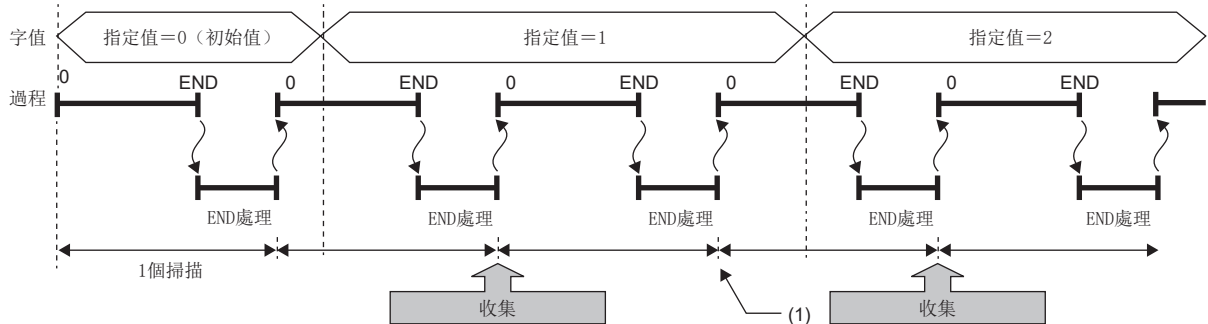 字值 指定值＝0（初始值） 指定值＝1 指定值＝2
過程 0 END 0 END 0 END 0 END 0 END
END處理 END處理 END處理 END處理 END處理
1個掃描
收集 (1) 收集